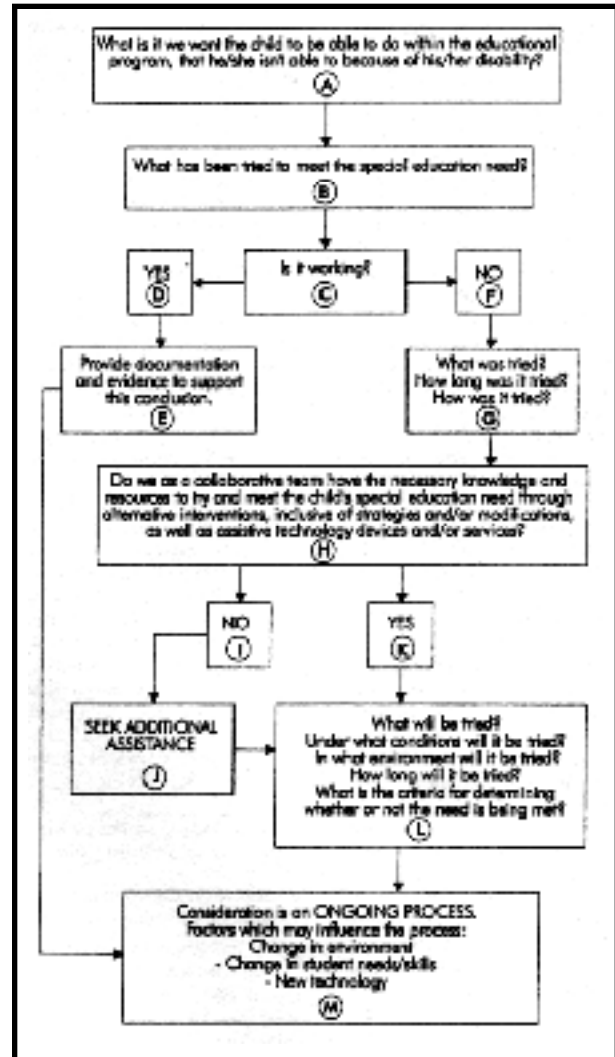 What is it we want the child to be able to do within the educational
program, that he/she isn't able to because of his/her disability?
A
What has been tried to meet the special education need?
B
YES
D
Is it working?
C
NO
F
Provide documentation
and evidence to support
this conclusion.
E
What was tried?
How long was it tried?
How was it tried?
G
Do we as a collaborative team have the necessary knowledge and
resources to try and meet the child's special education need through
alternative interventions, inclusive of strategies and/or modifications,
as well as assistive technology devices and/or services?
H
NO
I
YES
K
SEEK ADDITIONAL
ASSISTANCE
J
What will be tried?
Under what conditions will it be tried?
In what environment will it be tried?
How long will it be tried?
What is the criteria for determining
whether or not the need is being met?
L
Consideration is an ONGOING PROCESS.
Factors which may influence the process:
Change in environment
- Change in student needs/skills
- New technology
M